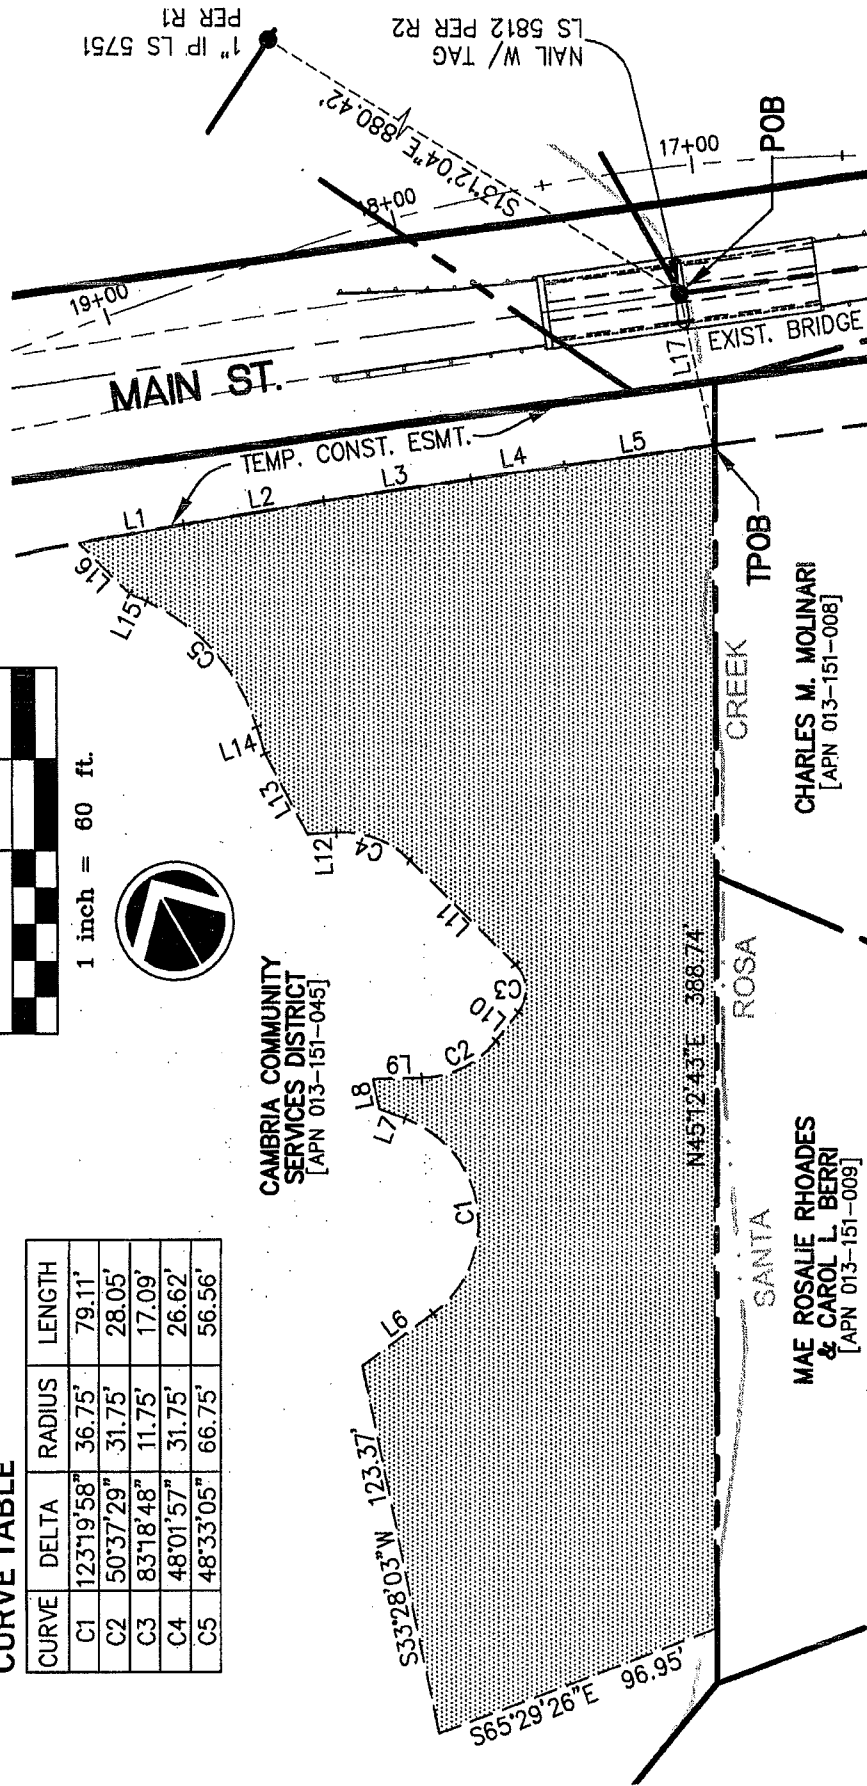 CURVE TABLE
CURVE DELTA RADIUS LENGTH
C1 123°19'58" 36.75' 79.11'
C2 50°37'29" 31.75' 28.05'
C3 83°18'48" 11.75' 17.09'
C4 48°01'57" 31.75' 26.62'
C5 48°33'05" 66.75' 56.56'
1 inch = 60 ft.
CAMBRIA COMMUNITY
SERVICES DISTRICT
[APN 013-151-045]
S33°28'03"W 123.37'
S65°29'26"E 96.95'
L6
C1
L7
L8
L9
C2
L10
C3
L11
C4
L12
L13
L14
C5
L15
L16
L1
L2
L3
L4
L5
TEMP. CONST. ESMT.
MAIN ST.
19+00
18+00
17+00
1" IP LS 5751
PER R1
S13°12'04"E 880.42'
NAIL W/ TAG
LS 5812 PER R2
POB
L17
EXIST. BRIDGE
TPOB
N45°12'43"E 388.74'
SANTA
ROSA
CREEK
MAE ROSALIE RHOADES
& CAROL L. BERRI
[APN 013-151-009]
CHARLES M. MOLINARI
[APN 013-151-008]